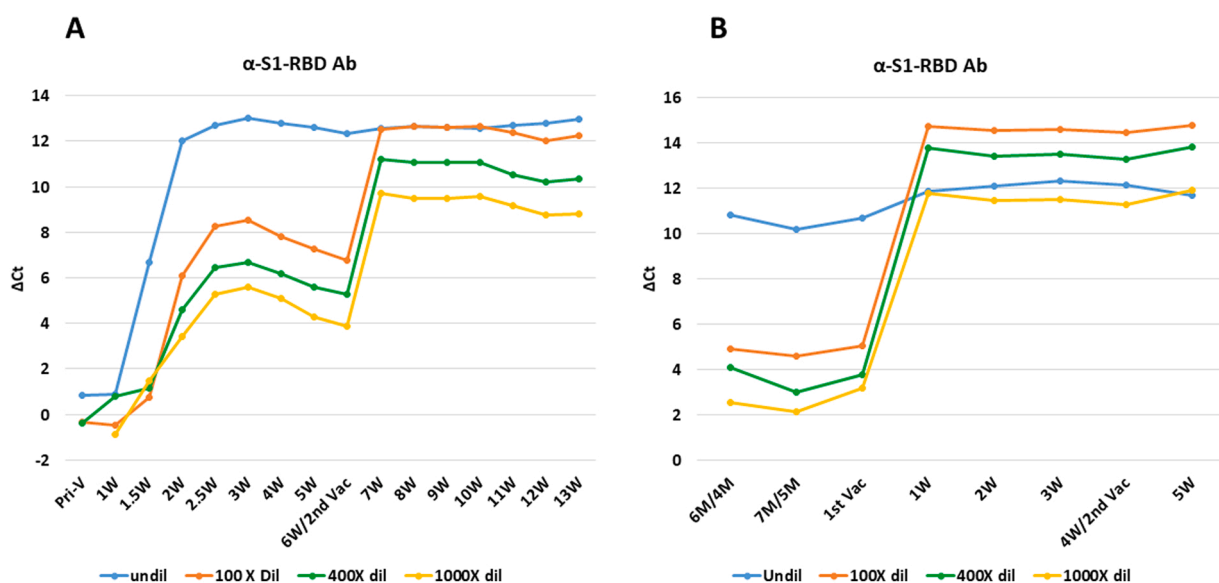 A
α-S1-RBD Ab
14
12
10
8
6
4
2
0
-2
ΔCt
Pri-V
1W
1.5W
2W
2.5W
3W
4W
5W
6W/2nd Vac
7W
8W
9W
10W
11W
12W
13W
undil
100 X Dil
400X dil
1000X dil
B
α-S1-RBD Ab
16
14
12
10
8
6
4
2
0
ΔCt
6M/4M
7M/5M
1st Vac
1W
2W
3W
4W/2nd Vac
5W
Undil
100X dil
400X dil
1000X dil